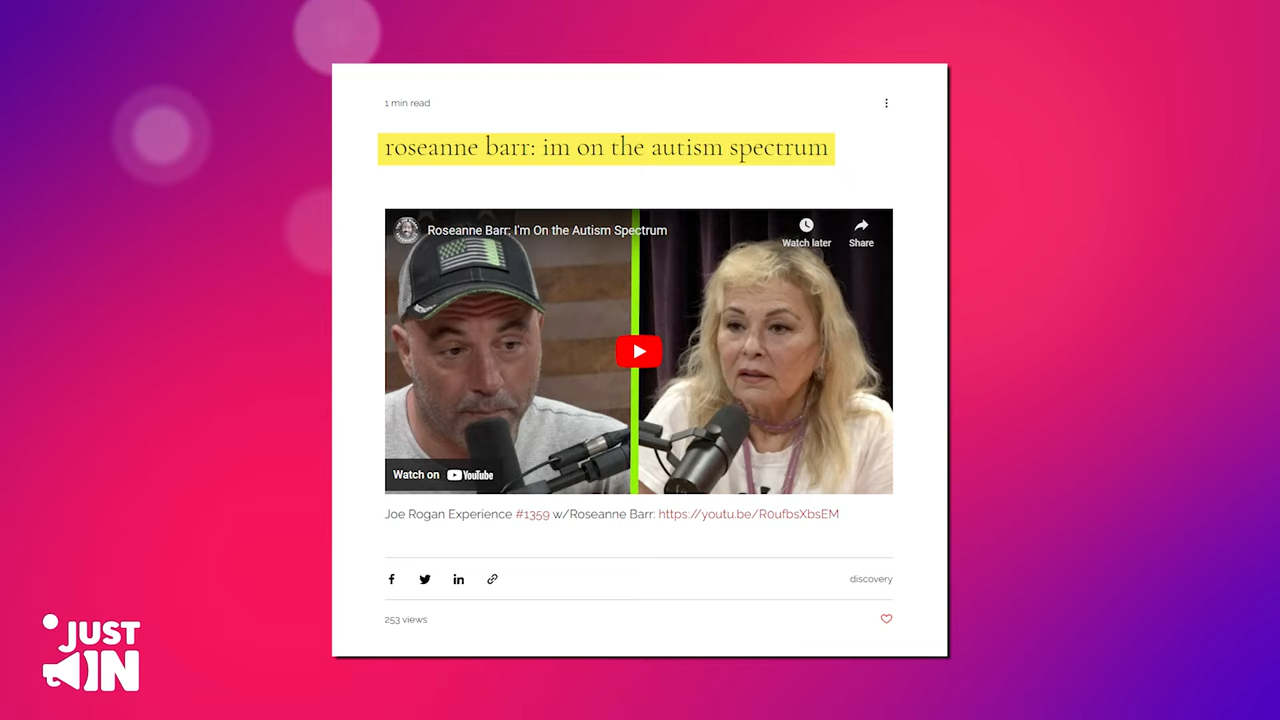 1 min read
roseanne barr: im on the autism spectrum
Roseanne Barr: I'm On the Autism Spectrum
Watch later
Share
Watch on YouTube
Joe Rogan Experience #1359 w/Roseanne Barr: https://youtu.be/R0ufbsXbsEM
discovery
253 views
JUST
IN